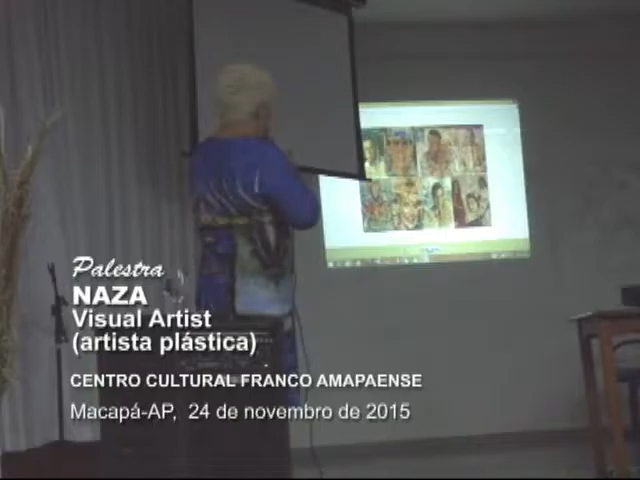 Palestra
NAZA
Visual Artist
(artista plástica)
CENTRO CULTURAL FRANCO AMAPAENSE
Macapá-AP, 24 de novembro de 2015